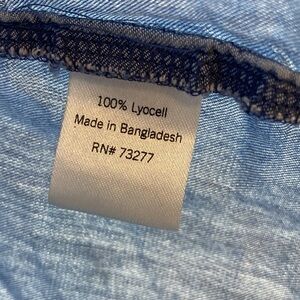 100% Lyocell
Made in Bangladesh
RN# 73277